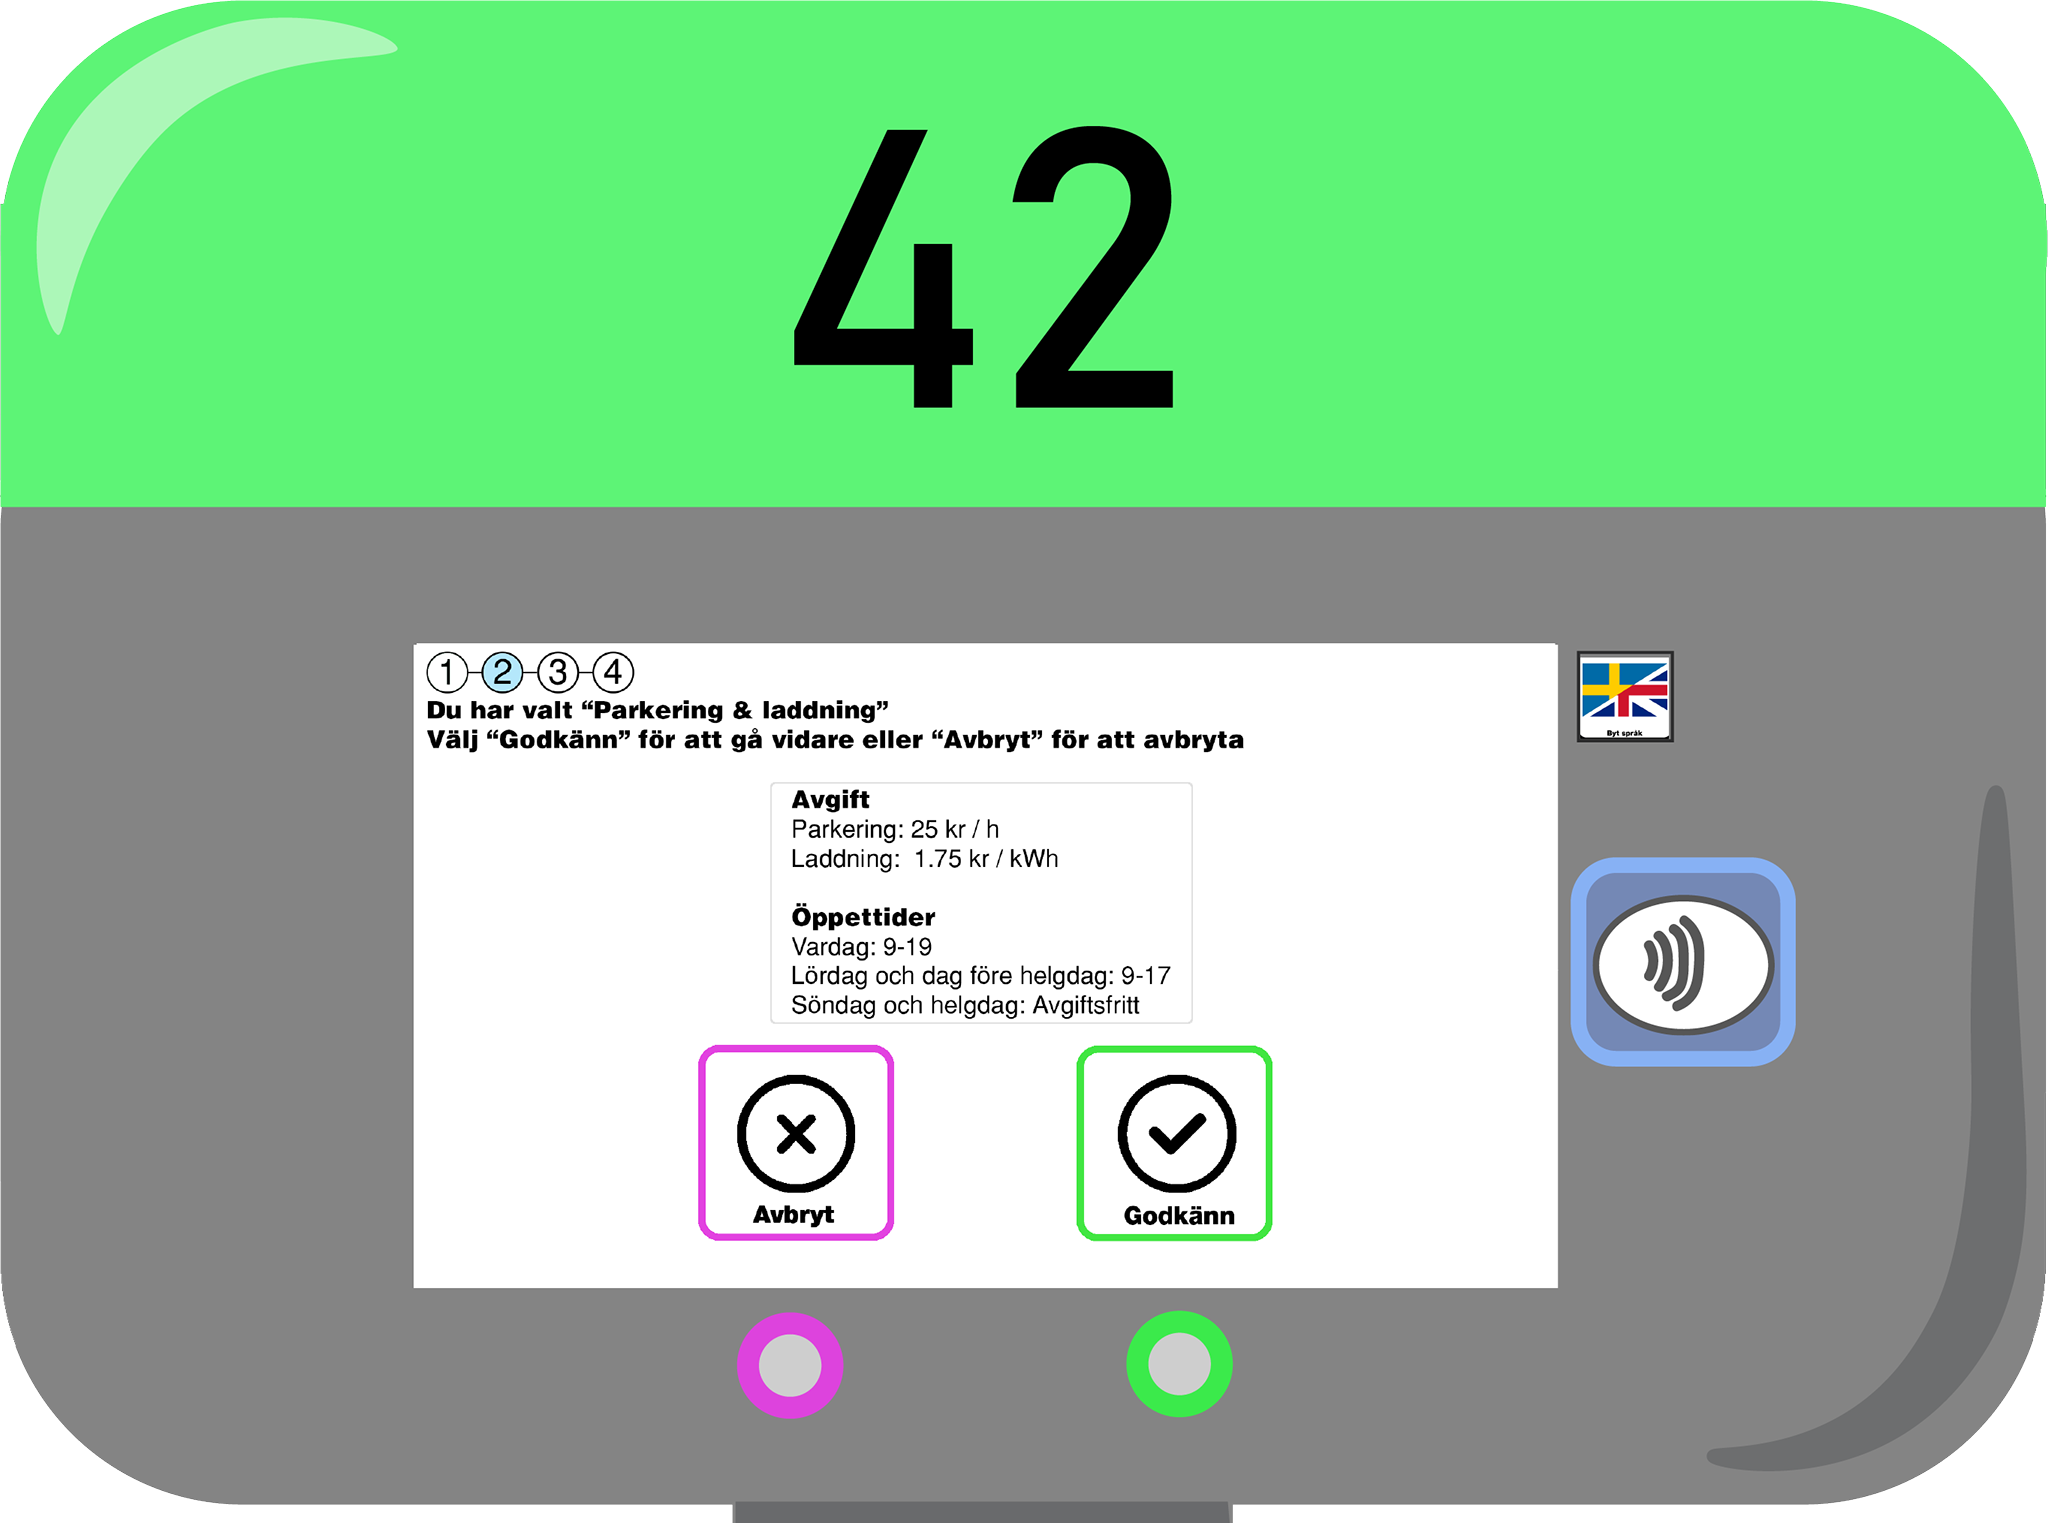 42
1 2 3 4
Du har valt “Parkering & laddning”
Välj “Godkänn” för att gå vidare eller “Avbryt” för att avbryta
Byt språk
Avgift
Parkering: 25 kr / h
Laddning:  1.75 kr / kWh
Öppettider
Vardag: 9-19
Lördag och dag före helgdag: 9-17
Söndag och helgdag: Avgiftsfritt
Avbryt
Godkänn